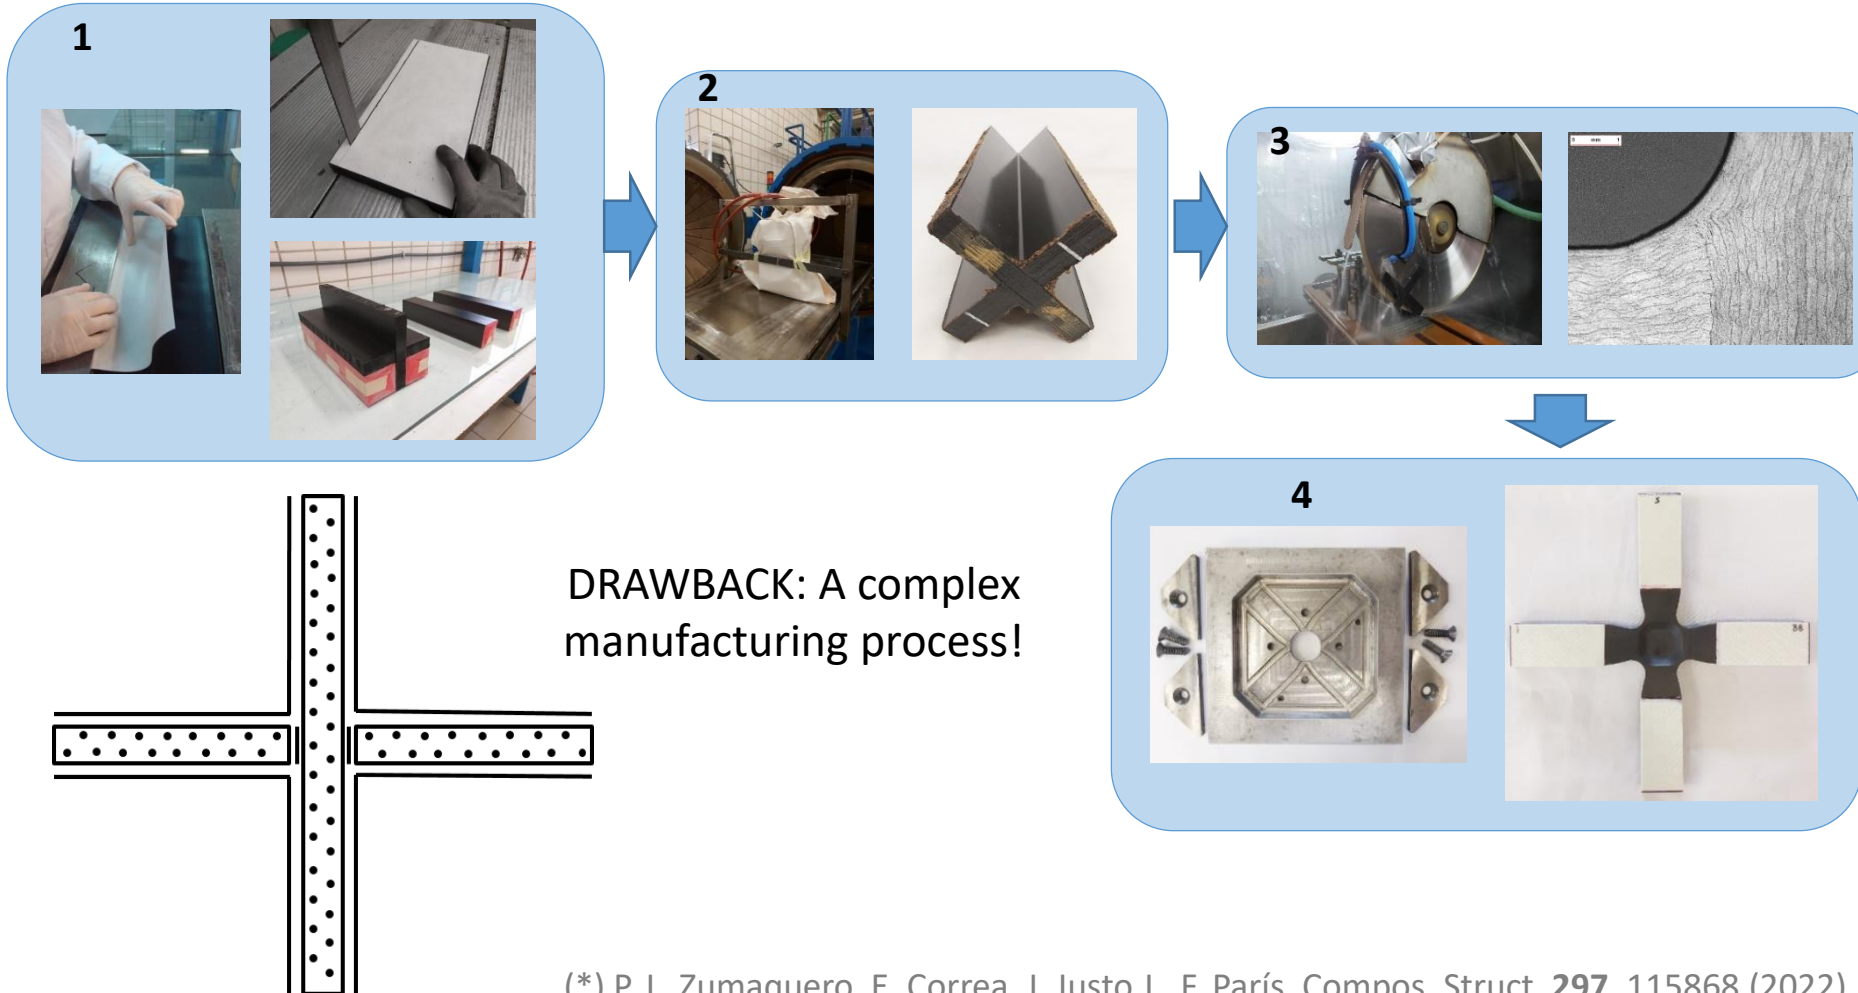 1
2
3
4
DRAWBACK: A complex
manufacturing process!
(*) P.L. Zumaquero, E. Correa, J. Justo J., F. París. Compos. Struct. 297, 115868 (2022)